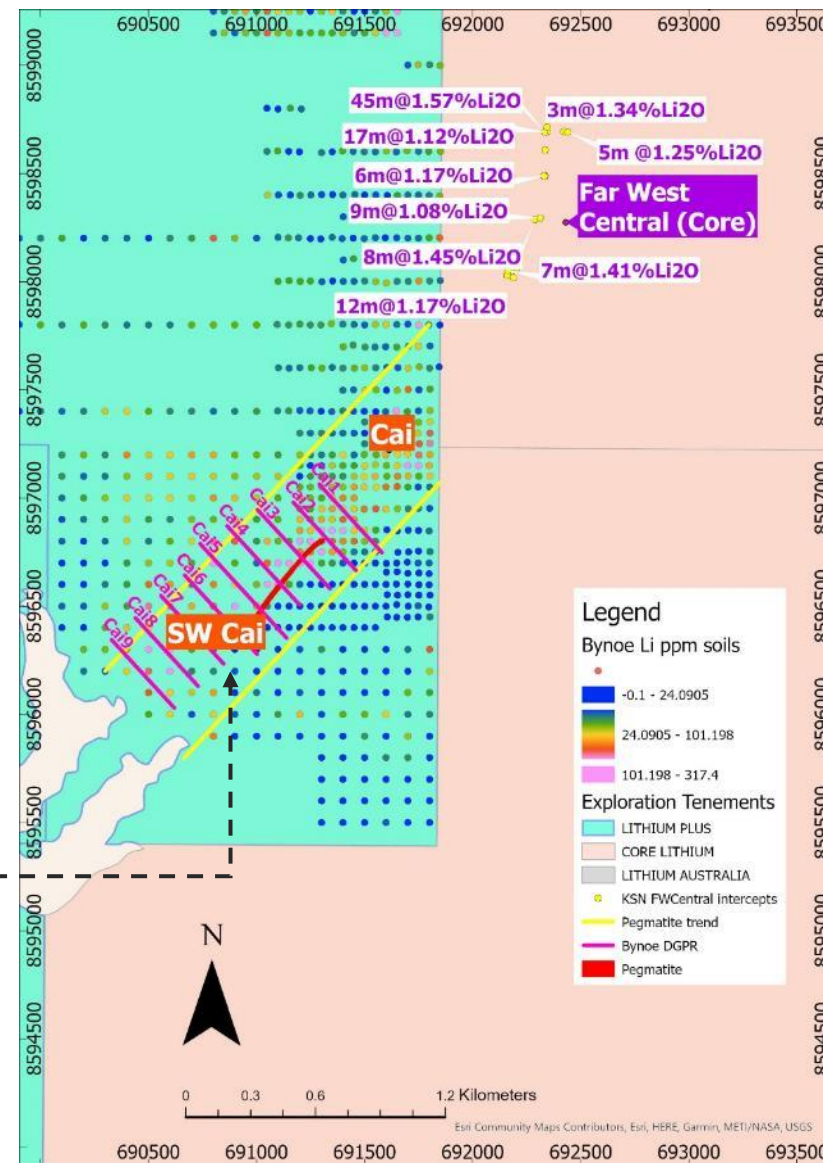 690500 691000 691500 692000 692500 693000 693500
8599000
8598500
8598000
8597500
8597000
8596500
8596000
8595500
8595000
8594500
8599000
8598500
8598000
8597500
8597000
8596500
8596000
8595500
8595000
8594500
45m@1.57%Li2O
3m@1.34%Li2O
17m@1.12%Li2O
5m @1.25%Li2O
6m@1.17%Li2O
Far West
Central (Core)
9m@1.08%Li2O
8m@1.45%Li2O
7m@1.41%Li2O
12m@1.17%Li2O
Cai
Cai1
Cai2
Cai3
Cai4
Cai5
Cai6
Cai7
Cai8
Cai9
SW Cai
Legend
Bynoe Li ppm soils
-0.1 - 24.0905
24.0905 - 101.198
101.198 - 317.4
Exploration Tenements
LITHIUM PLUS
CORE LITHIUM
LITHIUM AUSTRALIA
KSN FWCentral intercepts
Pegmatite trend
Bynoe DGPR
Pegmatite
N
0 0.3 0.6 1.2 Kilometers
Esri Community Maps Contributors, Esri, HERE, Garmin, METI/NASA, USGS
690500 691000 691500 692000 692500 693000 693500